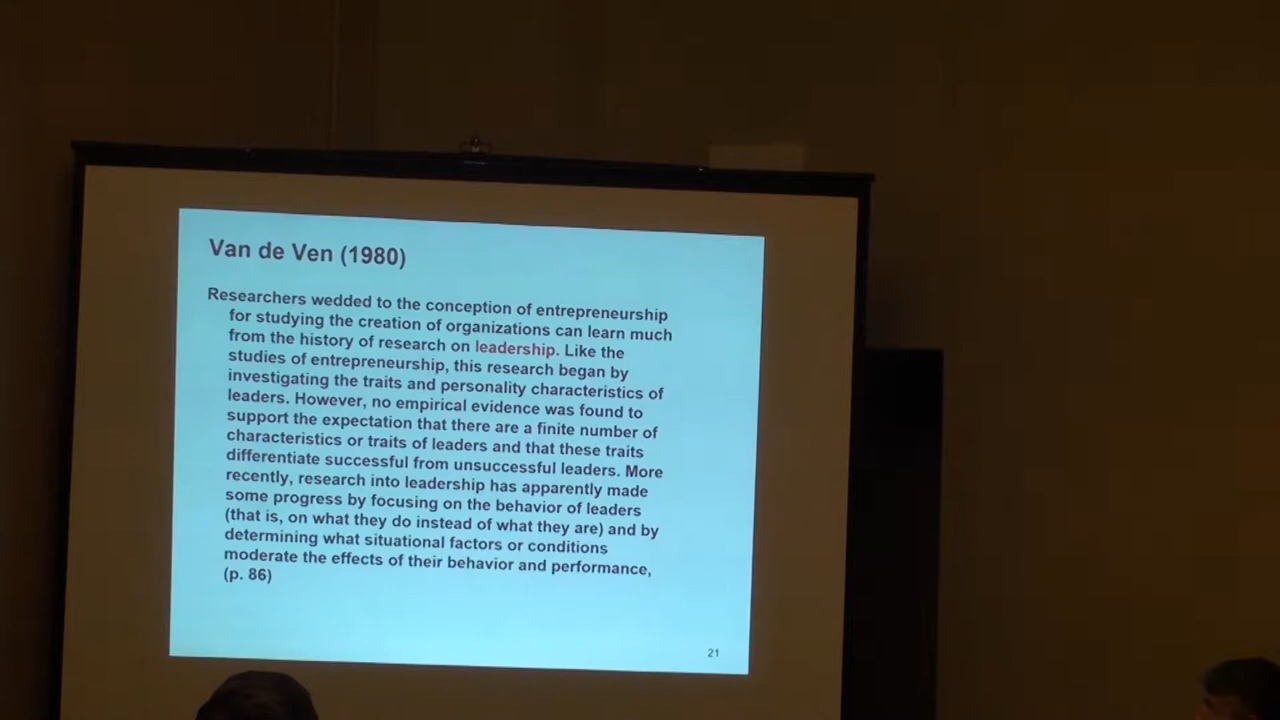 Van de Ven (1980)
Researchers wedded to the conception of entrepreneurship
for studying the creation of organizations can learn much
from the history of research on leadership. Like the
studies of entrepreneurship, this research began by
investigating the traits and personality characteristics of
leaders. However, no empirical evidence was found to
support the expectation that there are a finite number of
characteristics or traits of leaders and that these traits
differentiate successful from unsuccessful leaders. More
recently, research into leadership has apparently made
some progress by focusing on the behavior of leaders
(that is, on what they do instead of what they are) and by
determining what situational factors or conditions
moderate the effects of their behavior and performance,
(p. 86)
21